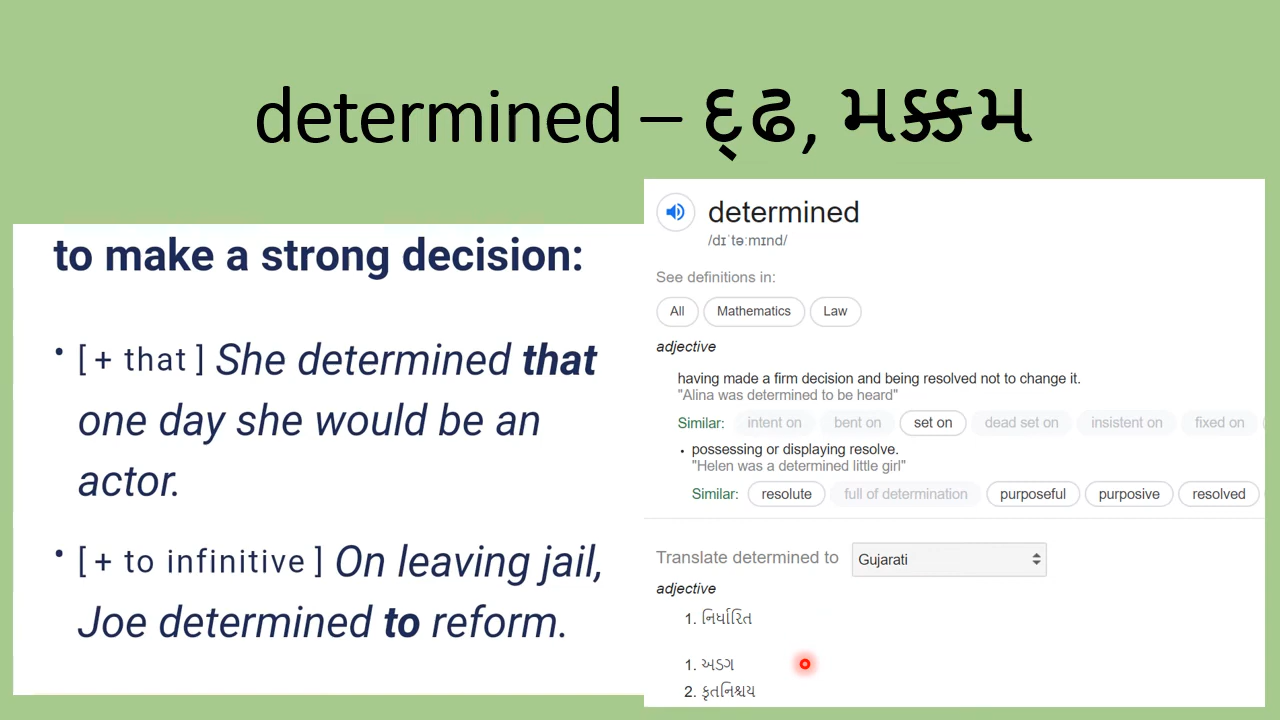 determined – દ્ઢ, મક્કમ
to make a strong decision:
• [ + that ] She determined that
one day she would be an
actor.
• [ + to infinitive ] On leaving jail,
Joe determined to reform.
determined
/dɪˈtəːmɪnd/
See definitions in:
All Mathematics Law
adjective
having made a firm decision and being resolved not to change it.
"Alina was determined to be heard"
Similar: intent on bent on set on dead set on insistent on fixed on
• possessing or displaying resolve.
"Helen was a determined little girl"
Similar: resolute full of determination purposeful purposive resolved
Translate determined to Gujarati
adjective
1. નિર્ધારિત
1. અડગ
2. કૃતનિશ્ચય